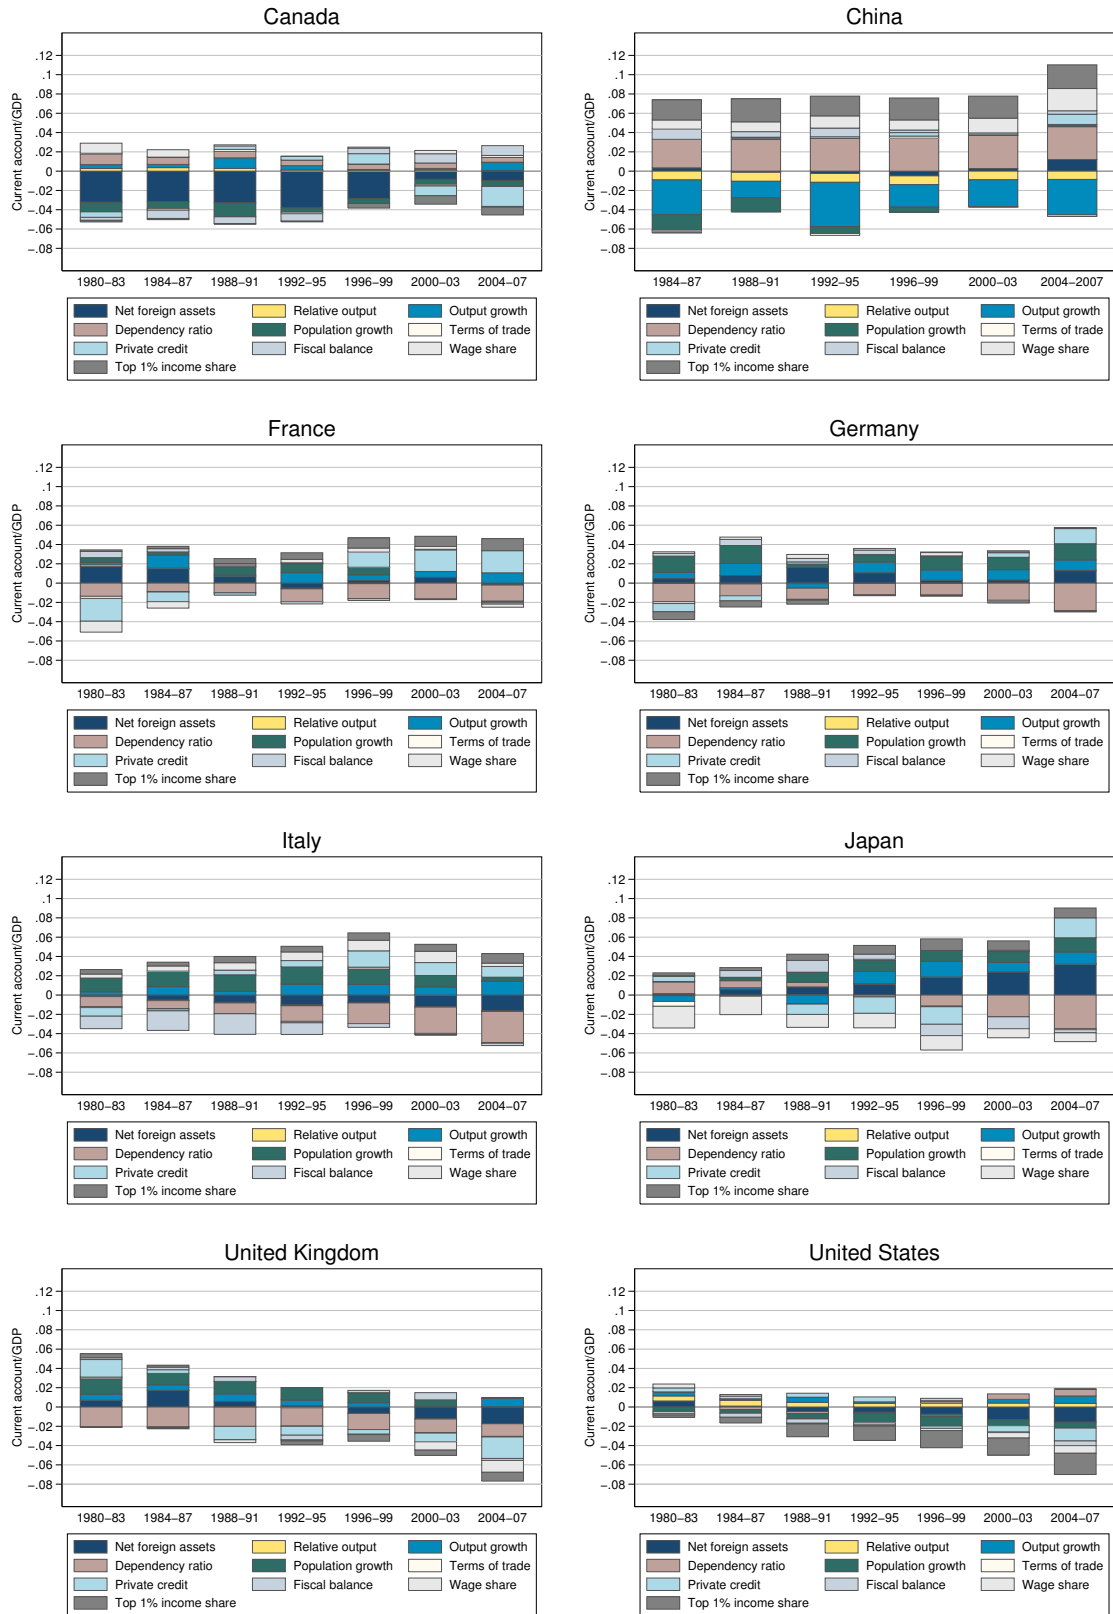 Canada
Current account/GDP
.12
.1
.08
.06
.04
.02
0
−.02
−.04
−.06
−.08
1980−83 1984−87 1988−91 1992−95 1996−99 2000−03 2004−07
Net foreign assets Relative output Output growth
Dependency ratio Population growth Terms of trade
Private credit Fiscal balance Wage share
Top 1% income share
China
Current account/GDP
.12
.1
.08
.06
.04
.02
0
−.02
−.04
−.06
−.08
1984−87 1988−91 1992−95 1996−99 2000−03 2004−2007
Net foreign assets Relative output Output growth
Dependency ratio Population growth Terms of trade
Private credit Fiscal balance Wage share
Top 1% income share
France
Current account/GDP
.12
.1
.08
.06
.04
.02
0
−.02
−.04
−.06
−.08
1980−83 1984−87 1988−91 1992−95 1996−99 2000−03 2004−07
Net foreign assets Relative output Output growth
Dependency ratio Population growth Terms of trade
Private credit Fiscal balance Wage share
Top 1% income share
Germany
Current account/GDP
.12
.1
.08
.06
.04
.02
0
−.02
−.04
−.06
−.08
1980−83 1984−87 1988−91 1992−95 1996−99 2000−03 2004−07
Net foreign assets Relative output Output growth
Dependency ratio Population growth Terms of trade
Private credit Fiscal balance Wage share
Top 1% income share
Italy
Current account/GDP
.12
.1
.08
.06
.04
.02
0
−.02
−.04
−.06
−.08
1980−83 1984−87 1988−91 1992−95 1996−99 2000−03 2004−07
Net foreign assets Relative output Output growth
Dependency ratio Population growth Terms of trade
Private credit Fiscal balance Wage share
Top 1% income share
Japan
Current account/GDP
.12
.1
.08
.06
.04
.02
0
−.02
−.04
−.06
−.08
1980−83 1984−87 1988−91 1992−95 1996−99 2000−03 2004−07
Net foreign assets Relative output Output growth
Dependency ratio Population growth Terms of trade
Private credit Fiscal balance Wage share
Top 1% income share
United Kingdom
Current account/GDP
.12
.1
.08
.06
.04
.02
0
−.02
−.04
−.06
−.08
1980−83 1984−87 1988−91 1992−95 1996−99 2000−03 2004−07
Net foreign assets Relative output Output growth
Dependency ratio Population growth Terms of trade
Private credit Fiscal balance Wage share
Top 1% income share
United States
Current account/GDP
.12
.1
.08
.06
.04
.02
0
−.02
−.04
−.06
−.08
1980−83 1984−87 1988−91 1992−95 1996−99 2000−03 2004−07
Net foreign assets Relative output Output growth
Dependency ratio Population growth Terms of trade
Private credit Fiscal balance Wage share
Top 1% income share